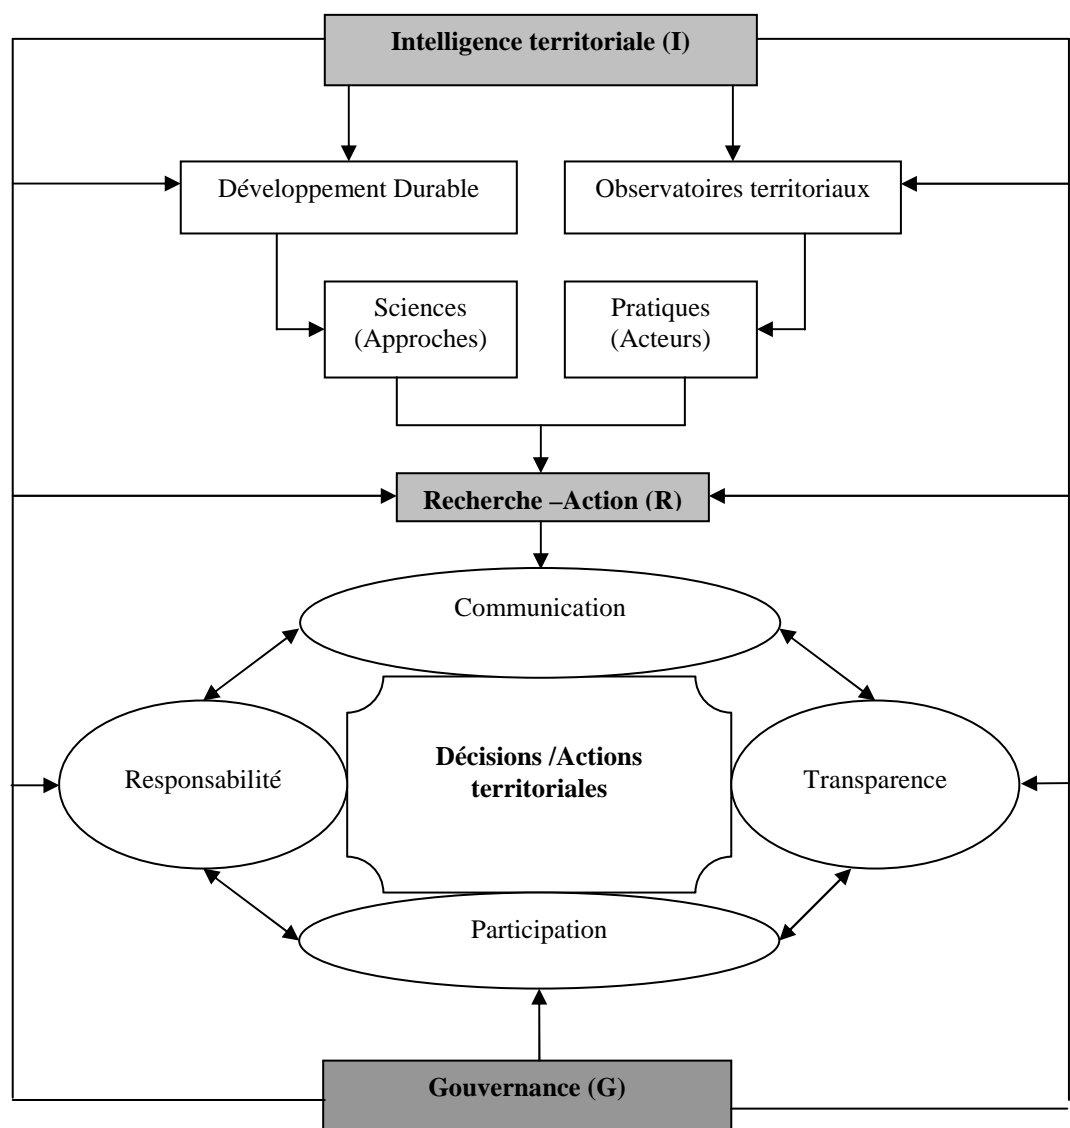 Intelligence territoriale (I)
Développement Durable
Observatoires territoriaux
Sciences
(Approches)
Pratiques
(Acteurs)
Recherche –Action (R)
Communication
Responsabilité
Décisions /Actions
territoriales
Transparence
Participation
Gouvernance (G)